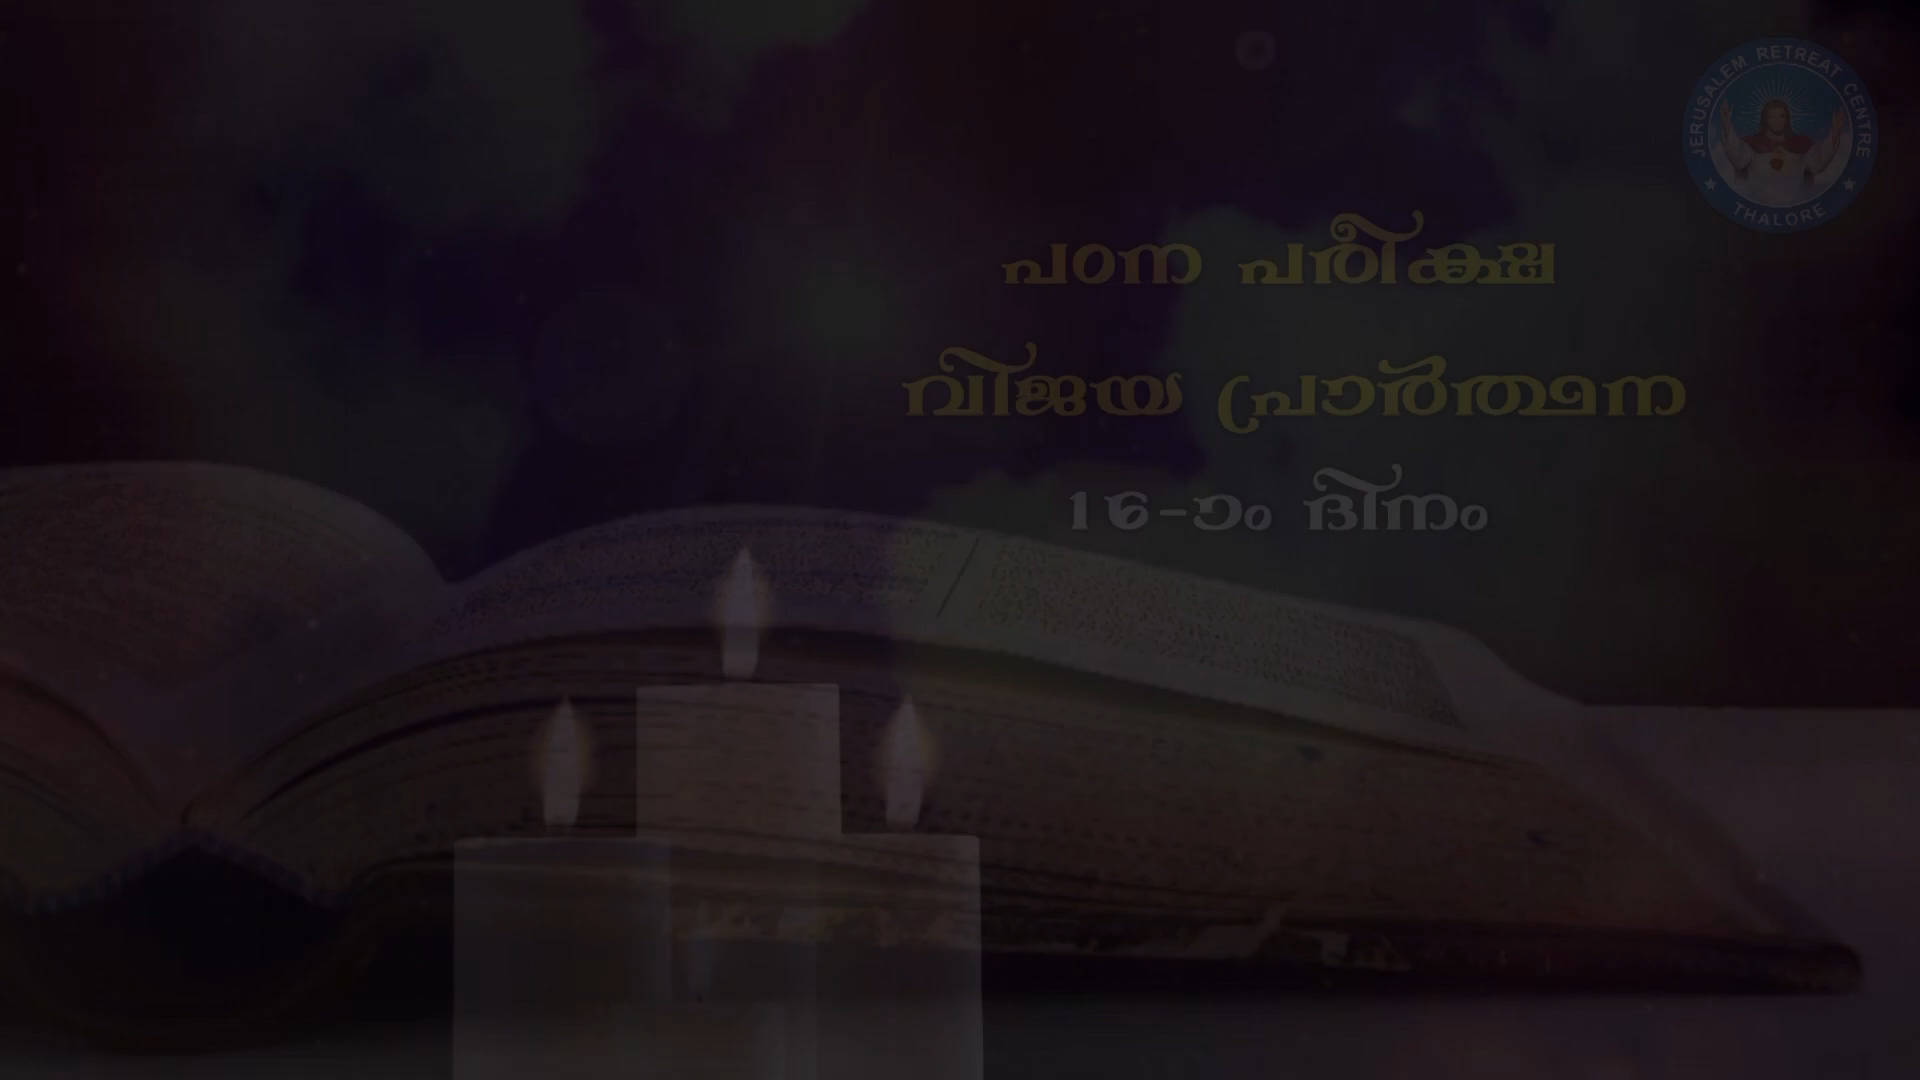 JERUSALEM RETREAT CENTRE
THALORE
പഠന പരീക്ഷ
വിജയ പ്രാർത്ഥന
16-ാം ദിനം